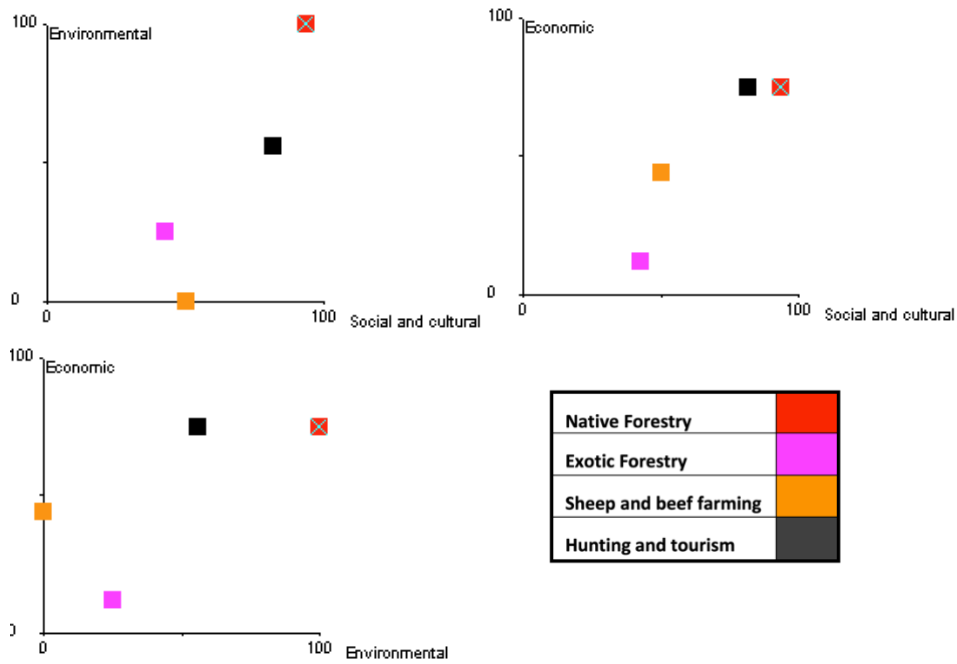 100
Environmental
0
100
Social and cultural
100
Economic
0
0
100
Social and cultural
100
Economic
0
0
100
Environmental
Native Forestry
Exotic Forestry
Sheep and beef farming
Hunting and tourism